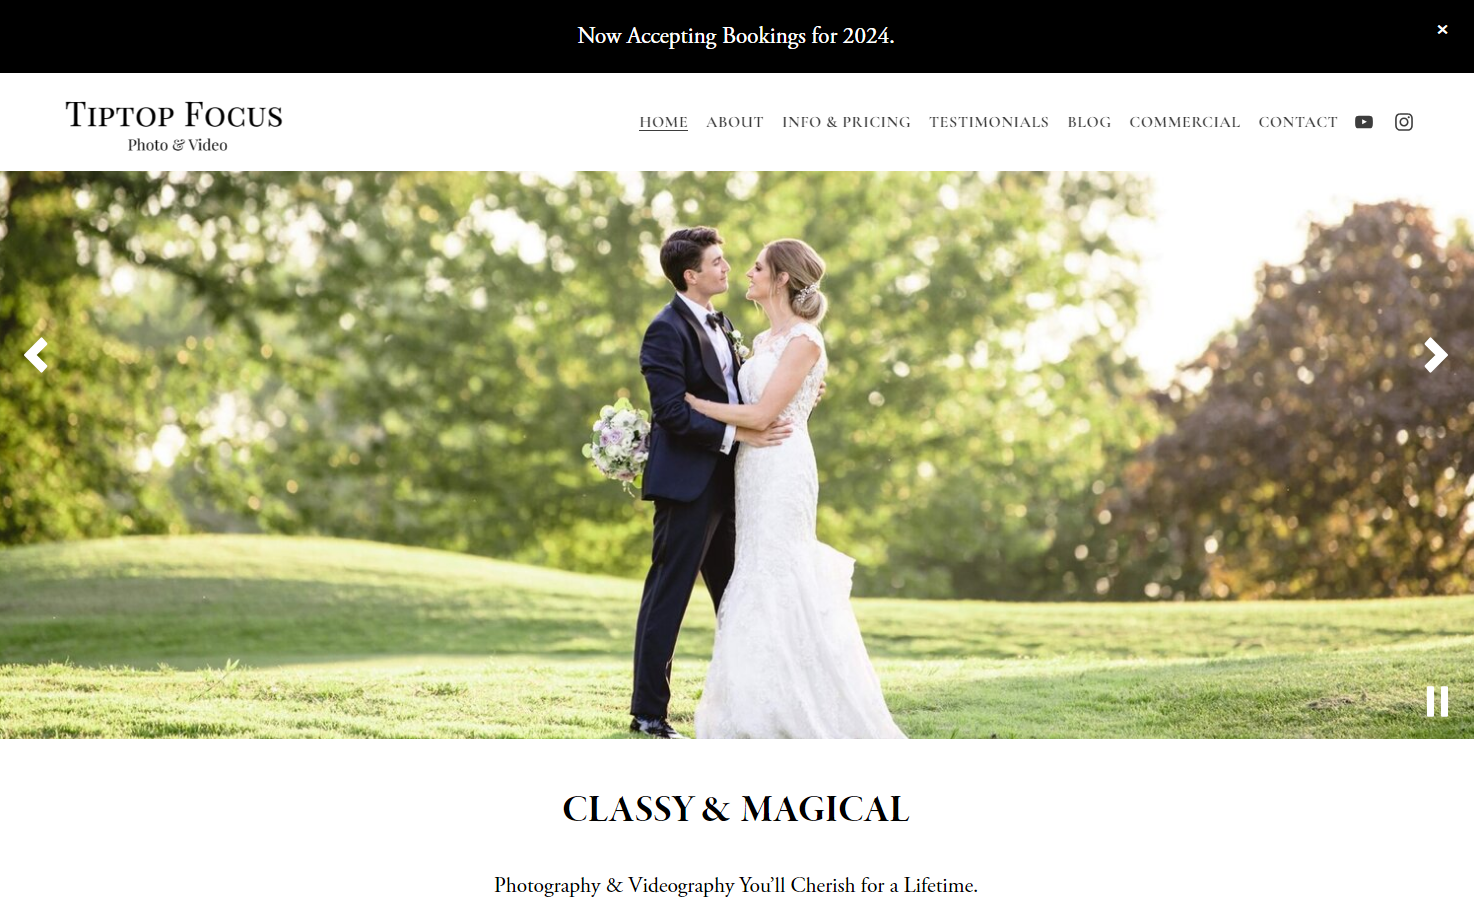 Now Accepting Bookings for 2024.
Tiptop Focus
Photo & Video
HOME ABOUT INFO & PRICING TESTIMONIALS BLOG COMMERCIAL CONTACT
CLASSY & MAGICAL
Photography & Videography You’ll Cherish for a Lifetime.